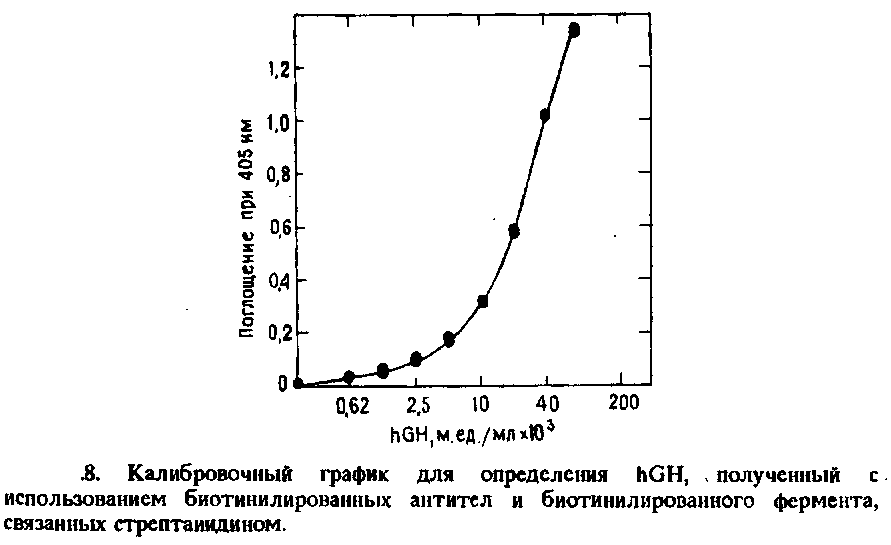 1,2
1,0
0,8
0,6
0,4
0,2
0
Поглощение при 405 нм
0,62 2,5 10 40 200
hGH, м.ед./мл×10³
.8. Калибровочный график для определения hGH, полученный с
использованием биотинилированных антител и биотинилированного фермента,
связанных стрептавидином.